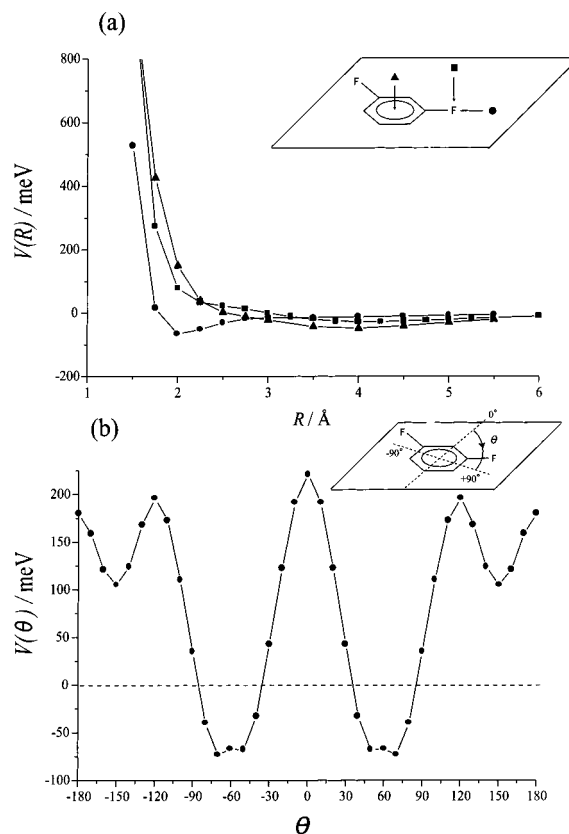 (a)
800
600
400
200
0
-200
V(R) / meV
1 2 3 4 5 6
R / Å
F
F
(b)
0°
θ
F
F
-90°
+90°
200
150
100
50
0
-50
-100
V(θ) / meV
-180 -150 -120 -90 -60 -30 0 30 60 90 120 150 180
θ